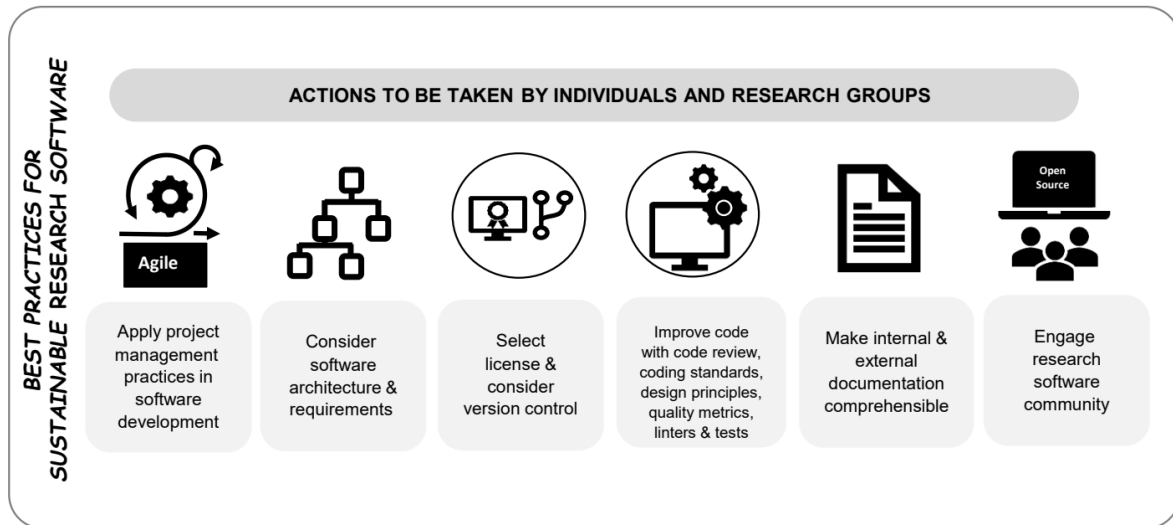 BEST PRACTICES FOR
SUSTAINABLE RESEARCH SOFTWARE
ACTIONS TO BE TAKEN BY INDIVIDUALS AND RESEARCH GROUPS
Agile
Open
Source
Apply project
management
practices in
software
development
Consider
software
architecture &
requirements
Select
license &
consider
version control
Improve code
with code review,
coding standards,
design principles,
quality metrics,
linters & tests
Make internal &
external
documentation
comprehensible
Engage
research
software
community